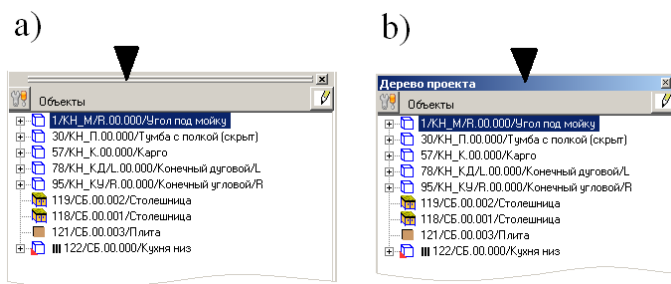 a)
Объекты
1/КН_М/R.00.000/Угол под мойку
30/КН_П.00.000/Тумба с полкой (скрыт)
57/КН_К.00.000/Карго
78/КН_КД/L.00.000/Конечный дуговой/L
95/КН_КУ/R.00.000/Конечный угловой/R
119/СБ.00.002/Столешница
118/СБ.00.001/Столешница
121/СБ.00.003/Плита
122/СБ.00.000/Кухня низ
b)
Дерево проекта
Объекты
1/КН_М/R.00.000/Угол под мойку
30/КН_П.00.000/Тумба с полкой (скрыт)
57/КН_К.00.000/Карго
78/КН_КД/L.00.000/Конечный дуговой/L
95/КН_КУ/R.00.000/Конечный угловой/R
119/СБ.00.002/Столешница
118/СБ.00.001/Столешница
121/СБ.00.003/Плита
122/СБ.00.000/Кухня низ